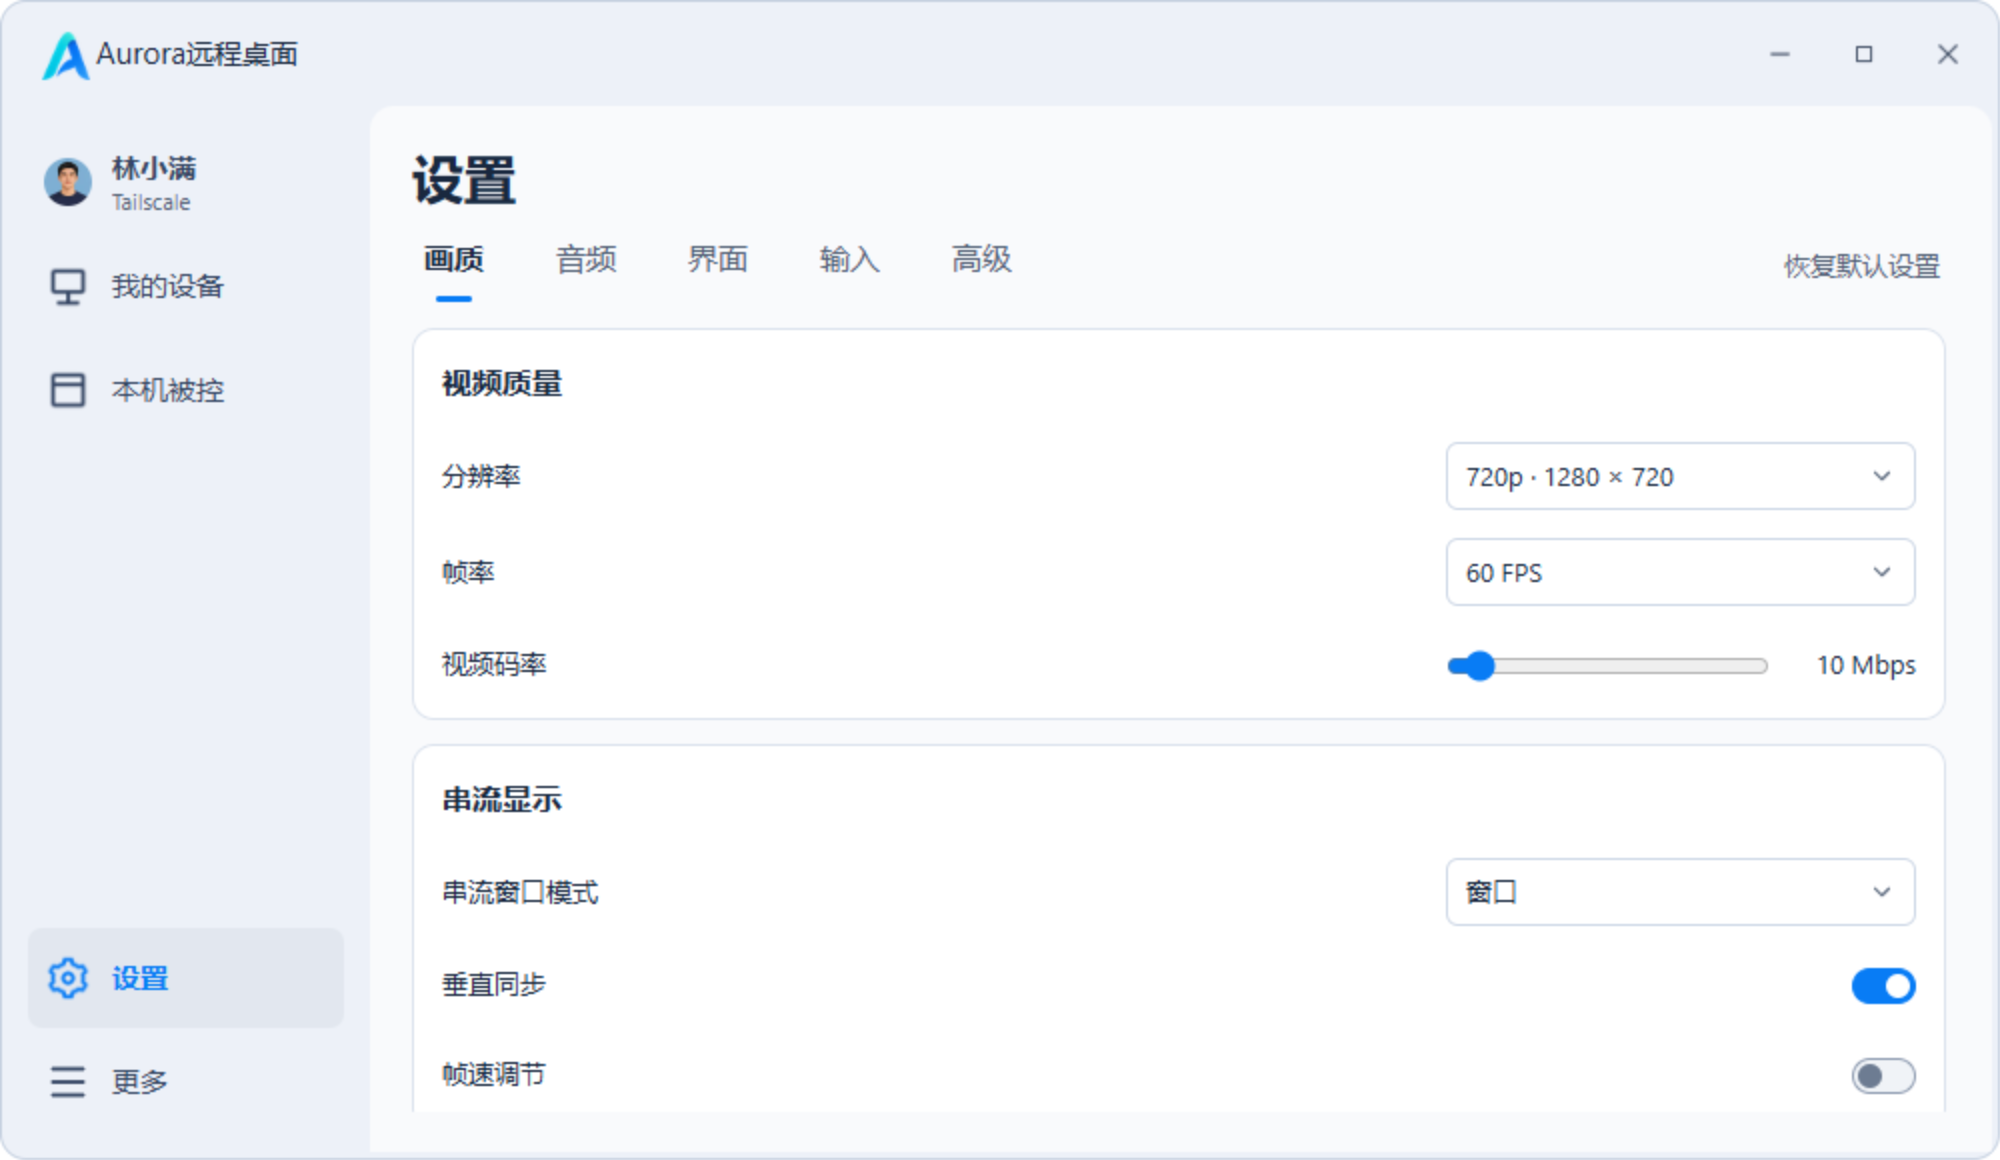 Aurora远程桌面
林小满
Tailscale
我的设备
本机被控
设置
更多
设置
画质 音频 界面 输入 高级 恢复默认设置
视频质量
分辨率 720p · 1280 × 720
帧率 60 FPS
视频码率 10 Mbps
串流显示
串流窗口模式 窗口
垂直同步
帧速调节